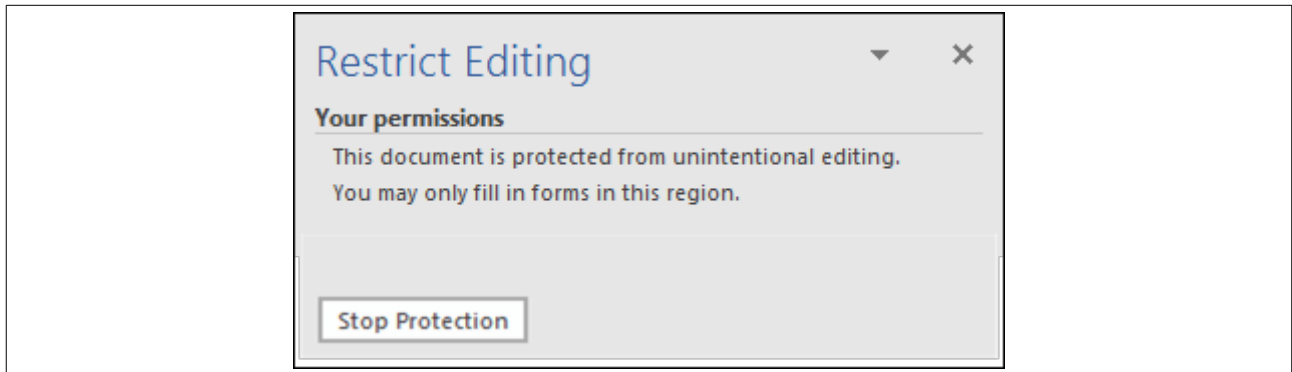 Restrict Editing
Your permissions
This document is protected from unintentional editing.
You may only fill in forms in this region.
Stop Protection